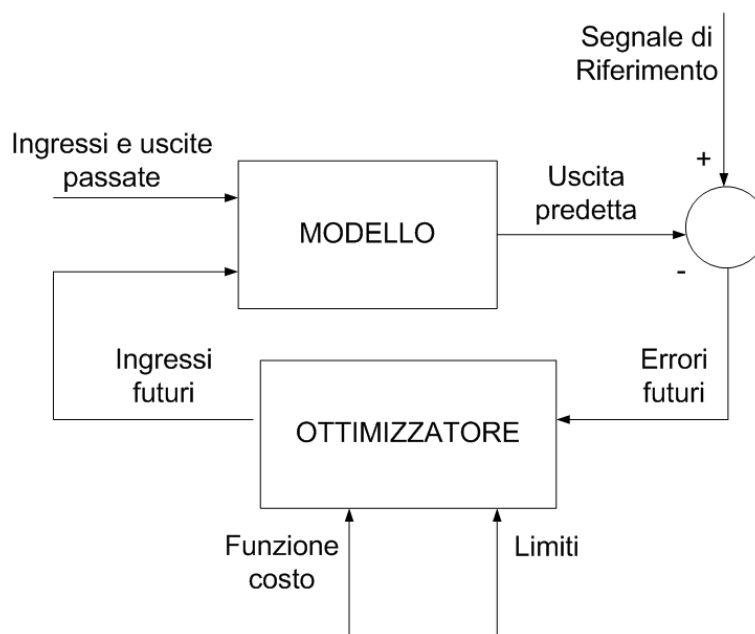 Segnale di
Riferimento
Ingressi e uscite
passate
+
Uscita
predetta
MODELLO
-
Ingressi
futuri
Errori
futuri
OTTIMIZZATORE
Funzione
costo
Limiti